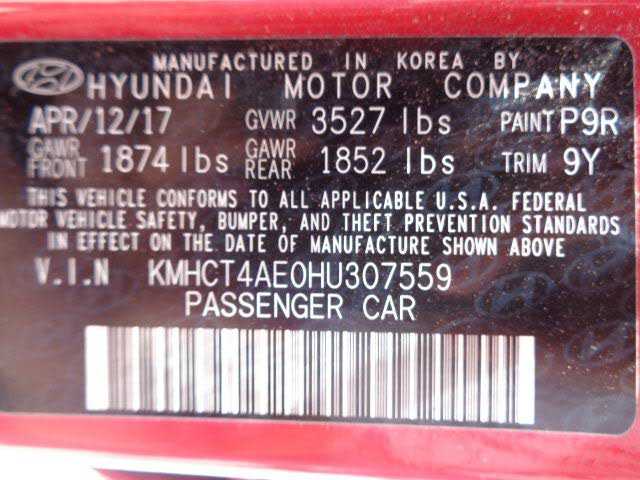 MANUFACTURED IN KOREA BY
HYUNDAI MOTOR COMPANY
APR/12/17 GVWR 3527 lbs PAINT P9R
GAWR FRONT 1874 lbs GAWR REAR 1852 lbs TRIM 9Y
THIS VEHICLE CONFORMS TO ALL APPLICABLE U.S.A. FEDERAL
MOTOR VEHICLE SAFETY, BUMPER, AND THEFT PREVENTION STANDARDS
IN EFFECT ON THE DATE OF MANUFACTURE SHOWN ABOVE
V.I.N KMHCT4AE0HU307559
PASSENGER CAR